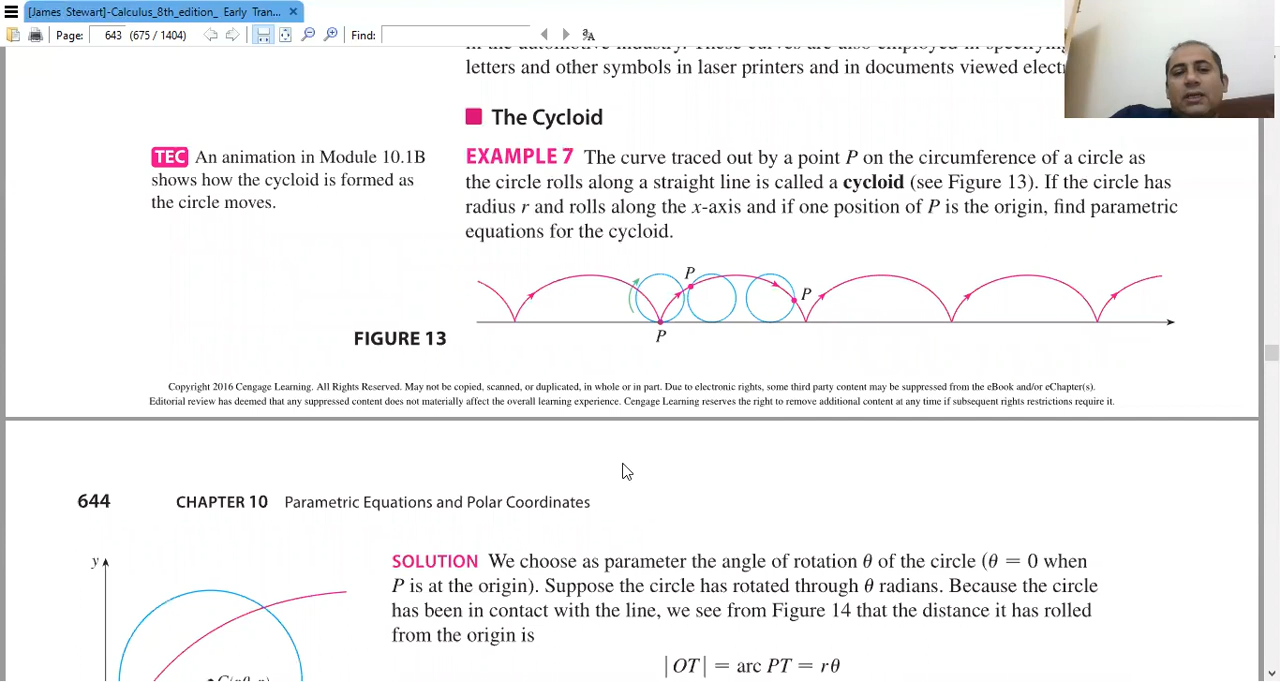 [James Stewart]-Calculus_8th_edition_ Early Tran...
Page: 643 (675 / 1404) Find:
letters and other symbols in laser printers and in documents viewed
The Cycloid
TEC An animation in Module 10.1B
shows how the cycloid is formed as
the circle moves.
EXAMPLE 7 The curve traced out by a point P on the circumference of a circle as
the circle rolls along a straight line is called a cycloid (see Figure 13). If the circle has
radius r and rolls along the x-axis and if one position of P is the origin, find parametric
equations for the cycloid.
P
P
P
FIGURE 13
Copyright 2016 Cengage Learning. All Rights Reserved. May not be copied, scanned, or duplicated, in whole or in part. Due to electronic rights, some third party content may be suppressed from the eBook and/or eChapter(s).
Editorial review has deemed that any suppressed content does not materially affect the overall learning experience. Cengage Learning reserves the right to remove additional content at any time if subsequent rights restrictions require it.
644 CHAPTER 10 Parametric Equations and Polar Coordinates
y
SOLUTION We choose as parameter the angle of rotation θ of the circle (θ = 0 when
P is at the origin). Suppose the circle has rotated through θ radians. Because the circle
has been in contact with the line, we see from Figure 14 that the distance it has rolled
from the origin is
|OT| = arc PT = rθ